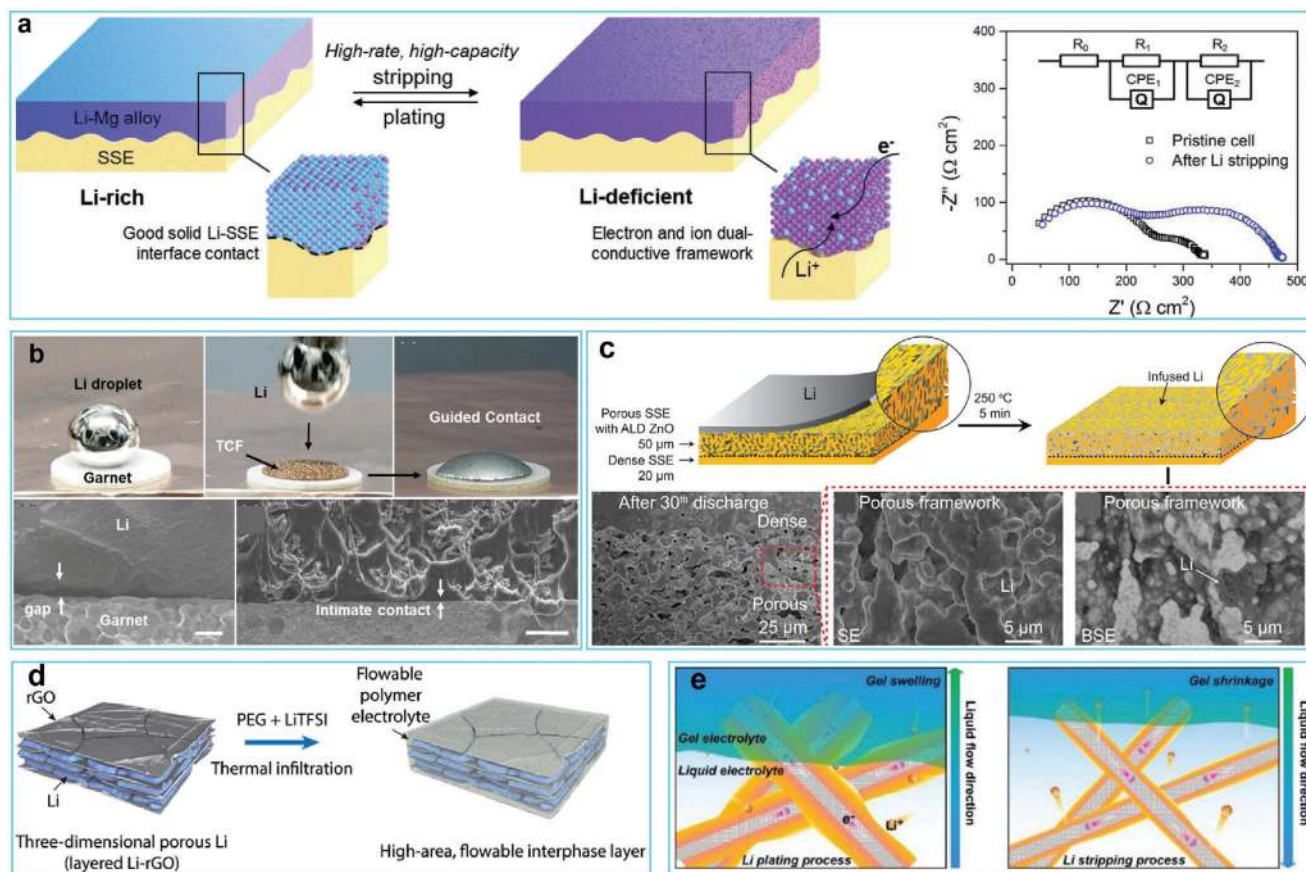 a
High-rate, high-capacity
stripping
plating
Li-Mg alloy
SSE
Li-rich
Good solid Li-SSE
interface contact
Li-deficient
Electron and ion dual-
conductive framework
e-
Li+
-400
-300
-200
-100
0
-Z'' (Ω cm²)
R₀
R₁
R₂
CPE₁
CPE₂
Q
Q
Pristine cell
After Li stripping
0
100
200
300
400
500
Z' (Ω cm²)
b
Li droplet
Garnet
Li
TCF
Guided Contact
Li
gap
Garnet
Intimate contact
c
Li
Porous SSE
with ALD ZnO
50 μm
Dense SSE
20 μm
250 °C
5 min
Infused Li
After 30th discharge
Dense
Porous
25 μm
Porous framework
Li
SE
5 μm
Porous framework
Li
BSE
5 μm
d
rGO
Li
Three-dimensional porous Li
(layered Li-rGO)
PEG + LiTFSI
Thermal infiltration
Flowable
polymer
electrolyte
High-area, flowable interphase layer
e
Gel swelling
Gel electrolyte
Liquid electrolyte
e-
Li+
Li plating process
Liquid flow direction
Gel shrinkage
Li stripping process
Liquid flow direction